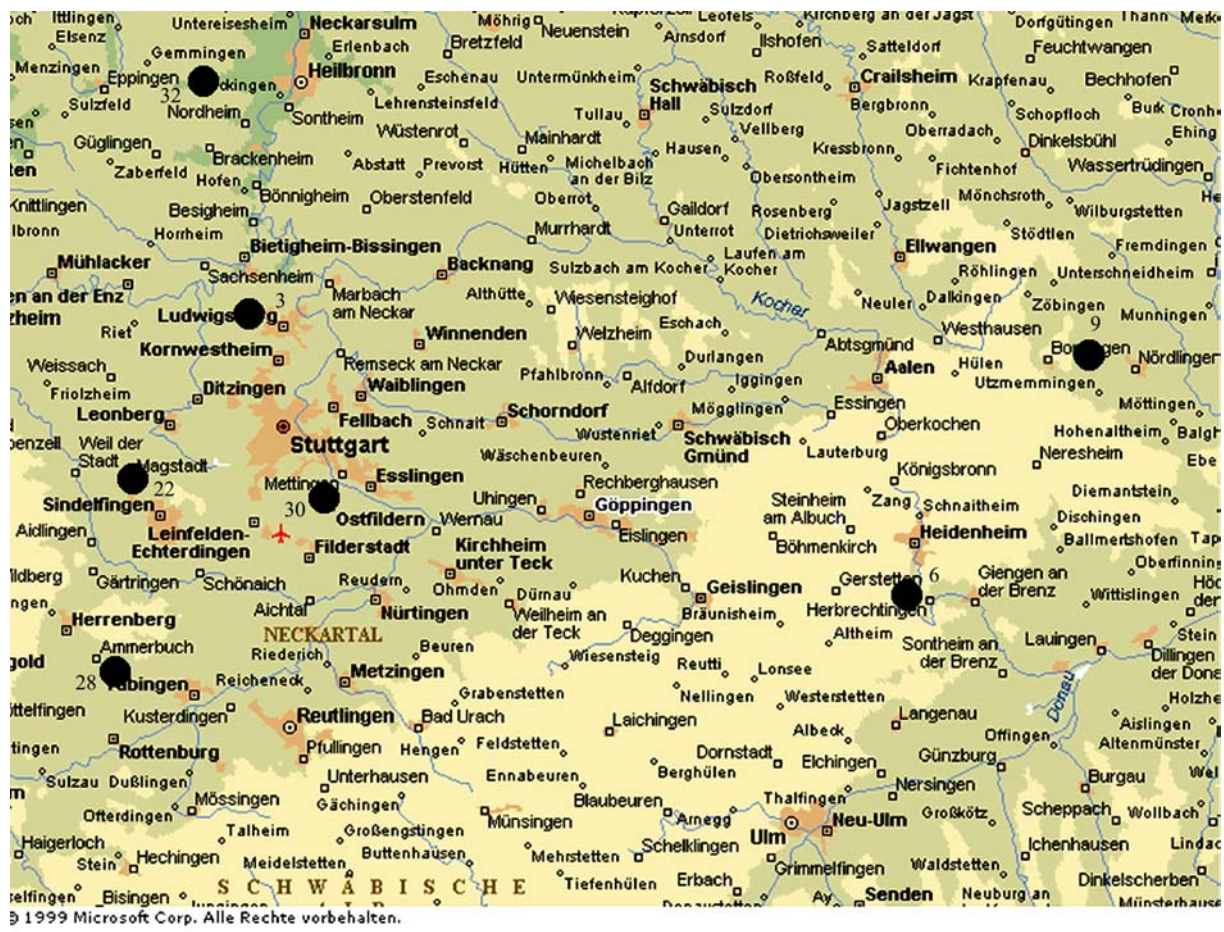 Ittlingen
Elsenz
Untereisesheim
Neckarsulm
Möhrig
Neuenstein
Leofels
Kirchberg an der Jagst
Dorfgütingen
Thann
Gemmingen
Erlenbach
Bretzfeld
Arnsdorf
Ilshofen
Satteldorf
Feuchtwangen
Menzingen
Eppingen
Heilbronn
Eschenau
Untermünkheim
Schwäbisch
Hall
Roßfeld
Crailsheim
Krapfenau
Bechhofen
32
Sulzfeld
Nordheim
Sontheim
Lehrensteinsfeld
Tullau
Sulzdorf
Bergbronn
Schopfloch
Burk
Güglingen
Wüstenrot
Mainhardt
Vellberg
Oberradach
Dinkelsbühl
Zaberfeld
Brackenheim
Abstatt
Prevorst
Hütten
Michelbach
an der Bilz
Hausen
Kressbronn
Fichtenhof
Wassertrüdingen
Hofen
Bönnigheim
Oberstenfeld
Oberrot
Obersontheim
Mönchsroth
Knittlingen
Besigheim
Gaildorf
Rosenberg
Jagstzell
Wilburgstetten
Horrheim
Murrhardt
Unterrot
Dietrichsweiler
Stödtlen
Bietigheim-Bissingen
Ellwangen
Fremdingen
Mühlacker
Sachsenheim
Backnang
Sulzbach am Kocher
Laufen am
Kocher
Röhlingen
Unterschneidheim
en an der Enz
Marbach
am Neckar
Althütte
Wiesensteighof
Kochar
Neuler
Dalkingen
Zöbingen
3
Ludwigs
Riet
Winnenden
Welzheim
Eschach
Abtsgmünd
Westhausen
9
Munningen
Kornwestheim
Remseck am Neckar
Durlangen
Nördlingen
Weissach
Friolzheim
Ditzingen
Waiblingen
Pfahlbronn
Alfdorf
Iggingen
Aalen
Hülen
Utzmemmingen
Leonberg
Fellbach
Schnait
Schorndorf
Mögglingen
Essingen
Möttingen
Stuttgart
Wustenriet
Schwäbisch
Gmünd
Oberkochen
Hohenaltheim
Weil der
Stadt
Magstadt
Wäschenbeuren
Lauterburg
Neresheim
22
Esslingen
Rechberghausen
Königsbronn
Sindelfingen
30
Uhingen
Göppingen
Steinheim
am Albuch
Zang
Schnaitheim
Diemantstein
Aidlingen
Leinfelden-
Echterdingen
Ostfildern
Wernau
Eislingen
Böhmenkirch
Heidenheim
Dischingen
Ballmertshofen
Filderstadt
Kirchheim
unter Teck
Gärtringen
Schönaich
Reudern
Ohmden
Dürnau
Kuchen
Geislingen
Gerstetten
6
Giengen an
der Brenz
Aichtal
Nürtingen
Weilheim an
der Teck
Bräunisheim
Herbrechtingen
Wittislingen
Herrenberg
NECKARTAL
Deggingen
Altheim
Sontheim an
der Brenz
Lauingen
Stein
Ammerbuch
Riederich
Beuren
Wiesensteig
Reutti
Lonsee
Dillingen
der Dona
28
Reicheneck
Metzingen
Grabenstetten
Nellingen
Westerstetten
Donau
Kusterdingen
Reutlingen
Bad Urach
Laichingen
Langenau
Aislingen
Rottenburg
Pfullingen
Hengen
Feldstetten
Dornstadt
Albeck
Elchingen
Offingen
Günzburg
Altenmünster
Sulzau
Dußlingen
Unterhausen
Ennabeuren
Berghülen
Nersingen
Burgau
Mössingen
Ofterdingen
Gächingen
Münsingen
Blaubeuren
Thalfingen
Großkötz
Scheppach
Wollbach
Haigerloch
Talheim
Großengstingen
Arnegg
Ulm
Neu-Ulm
Stein
Hechingen
Meidelstetten
Buttenhausen
Mehrstetten
Schelklingen
Grimmelfingen
Waldstetten
Ichenhausen
Bisingen
SCHWÄBISCHE
Tiefenhülen
Erbach
Senden
Neuburg an
Dinkelscherben
© 1999 Microsoft Corp. Alle Rechte vorbehalten.